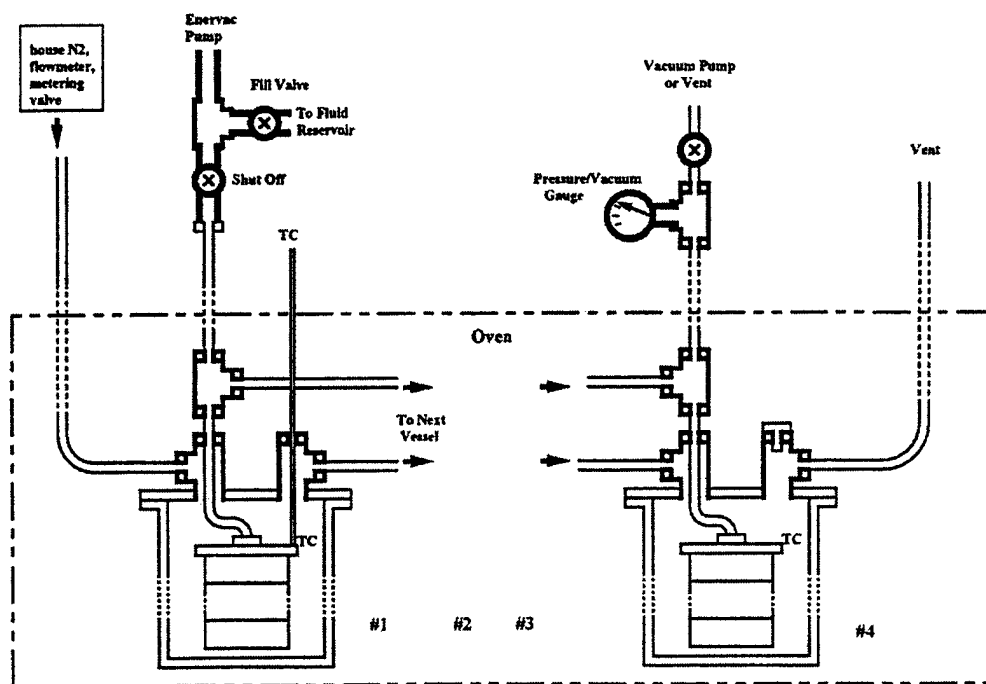 Enervac
Pump
house N2,
flowmeter,
metering
valve
Fill Valve
To Fluid
Reservoir
Shut Off
TC
Vacuum Pump
or Vent
Pressure/Vacuum
Gauge
Vent
Oven
To Next
Vessel
TC
TC
#1
#2
#3
#4